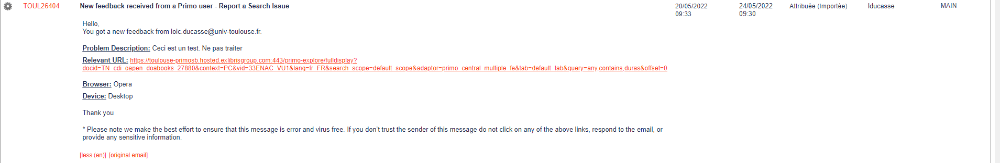 TOUL26404 New feedback received from a Primo user - Report a Search Issue 20/05/2022 24/05/2022 Attribuée (Importée) lducasse MAIN
09:33 09:30
Hello,
You got a new feedback from loic.ducasse@univ-toulouse.fr.
Problem Description: Ceci est un test. Ne pas traiter
Relevant URL: https://toulouse-primosb.hosted.exlibrisgroup.com:443/primo-explore/fulldisplay?
docid=TN_cdi_oapen_doabooks_27880&context=PC&vid=33ENAC_VU1&lang=fr_FR&search_scope=default_scope&adaptor=primo_central_multiple_fe&tab=default_tab&query=any,contains,duras&offset=0
Browser: Opera
Device: Desktop
Thank you
* Please note we make the best effort to ensure that this message is error and virus free. If you don’t trust the sender of this message do not click on any of the above links, respond to the email, or
provide any sensitive information.
[less (en)] [original email]